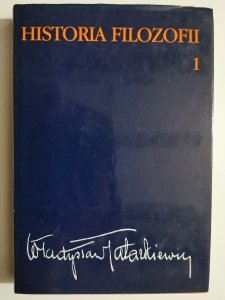 HISTORIA FILOZOFII
1
Władysław Tatarkiewicz